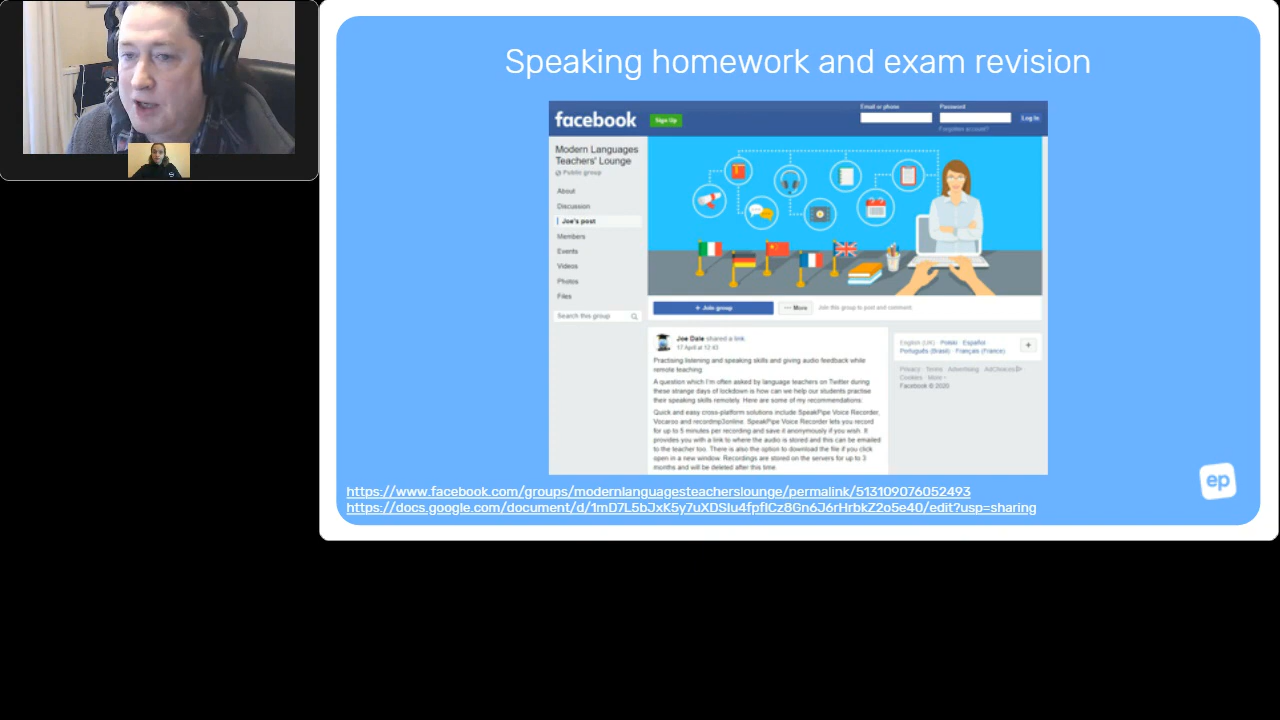 Speaking homework and exam revision
facebook
Sign Up
Email or phone
Password
Log In
Forgotten account?
Modern Languages
Teachers' Lounge
Public group
About
Discussion
Joe's post
Members
Events
Videos
Photos
Files
Search this group
+ Join group
··· More
Join this group to post and comment.
Joe Dale shared a link
17 April at 12:43
Practising listening and speaking skills and giving audio feedback while
remote teaching
A question which I'm often asked by language teachers on Twitter during
these strange days of lockdown is how can we help our students practise
their speaking skills remotely. Here are some of my recommendations:
Quick and easy cross-platform solutions include SpeakPipe Voice Recorder,
Vocaroo and recordmp3online. SpeakPipe Voice Recorder lets you record
for up to 5 minutes per recording and save it anonymously if you wish. It
provides you with a link to where the audio is stored and this can be emailed
to the teacher too. There is also the option to download the file if you click
open in a new window. Recordings are stored on the servers for up to 3
months and will be deleted after this time.
English (UK) · Polski · Español
Português (Brasil) · Français (France)
+
Privacy · Terms · Advertising · AdChoices
Cookies · More
Facebook © 2020
https://www.facebook.com/groups/modernlanguagesteacherslounge/permalink/513109076052493
https://docs.google.com/document/d/1mD7L5bJxK5y7uXDSIu4fpfICz8Gn6J6rHrbkZ2o5e40/edit?usp=sharing
ep